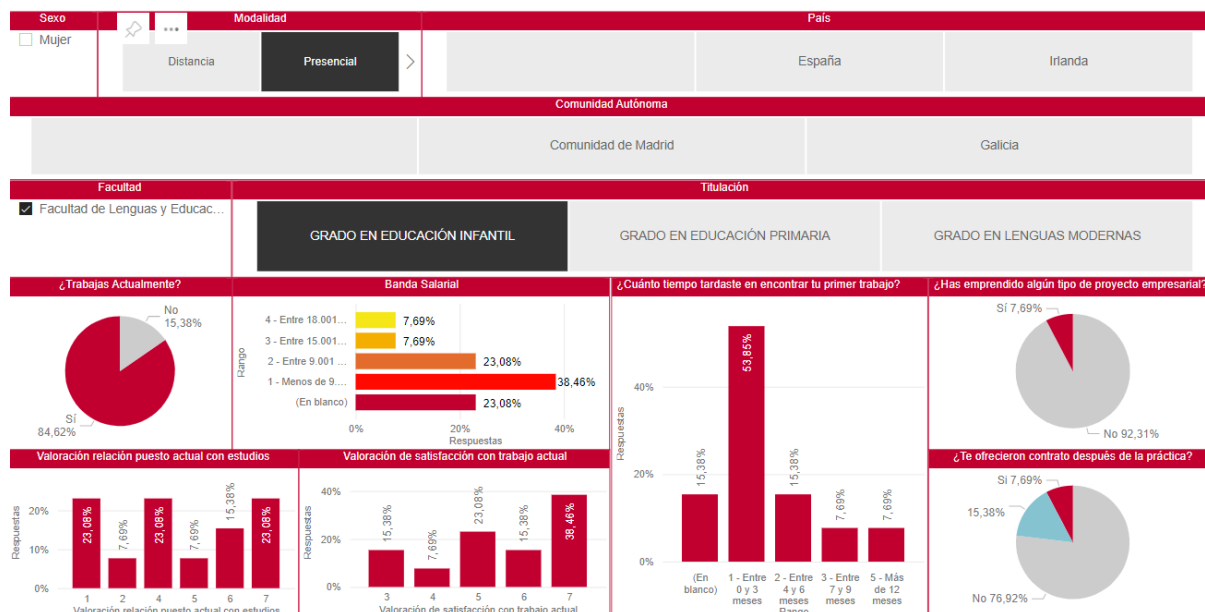 Sexo
Modalidad
País
Mujer
Distancia
Presencial
España
Irlanda
Comunidad Autónoma
Comunidad de Madrid
Galicia
Facultad
Titulación
Facultad de Lenguas y Educac...
GRADO EN EDUCACIÓN INFANTIL
GRADO EN EDUCACIÓN PRIMARIA
GRADO EN LENGUAS MODERNAS
¿Trabajas Actualmente?
No
15,38%
Sí
84,62%
Banda Salarial
Rango
4 - Entre 18.001...
7,69%
3 - Entre 15.001...
7,69%
2 - Entre 9.001 ...
23,08%
1 - Menos de 9....
38,46%
(En blanco)
23,08%
0%
20%
40%
Respuestas
¿Cuánto tiempo tardaste en encontrar tu primer trabajo?
Respuestas
40%
20%
0%
15,38%
53,85%
15,38%
7,69%
7,69%
(En
blanco)
1 - Entre
0 y 3
meses
2 - Entre
4 y 6
meses
3 - Entre
7 y 9
meses
5 - Más
de 12
meses
Rango
¿Has emprendido algún tipo de proyecto empresarial?
Sí 7,69%
No 92,31%
Valoración relación puesto actual con estudios
Respuestas
20%
10%
0%
23,08%
7,69%
23,08%
7,69%
15,38%
23,08%
1
2
4
5
6
7
Valoración relación puesto actual con estudios
Valoración de satisfacción con trabajo actual
Respuestas
40%
20%
0%
15,38%
7,69%
23,08%
15,38%
38,46%
3
4
5
6
7
Valoración de satisfacción con trabajo actual
¿Te ofrecieron contrato después de la práctica?
Si 7,69%
15,38%
No 76,92%